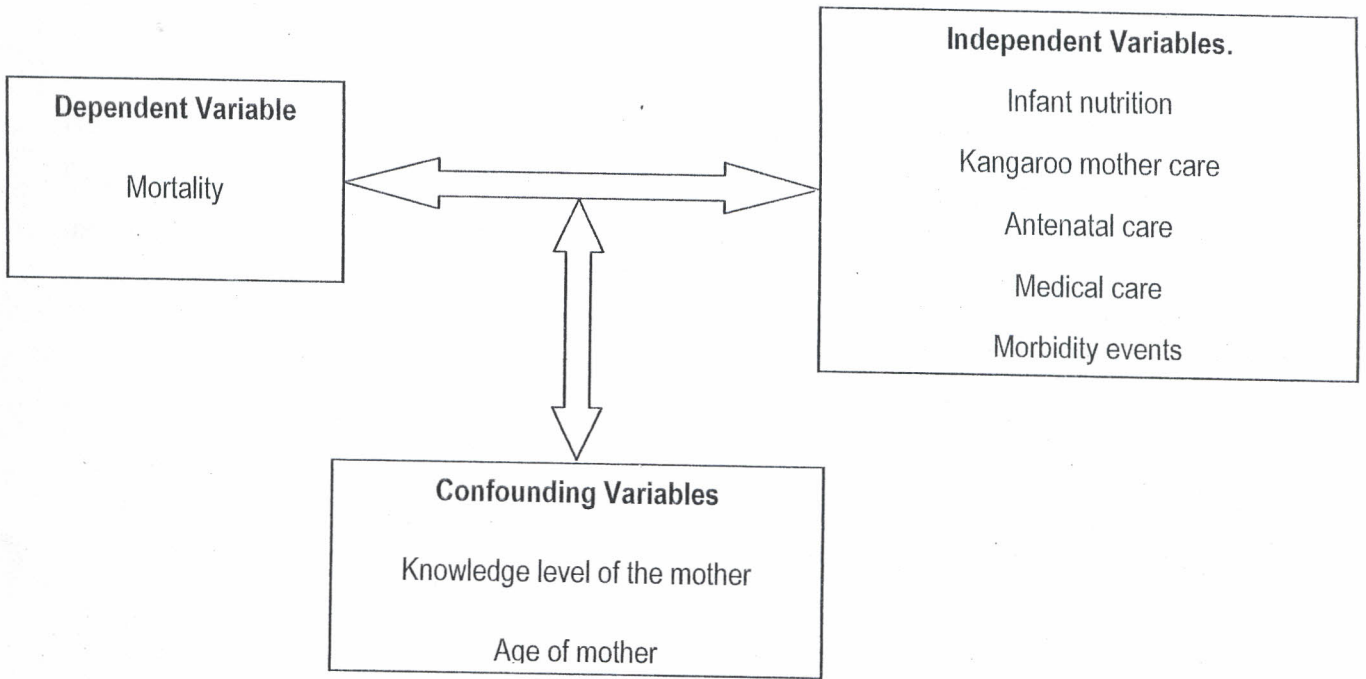 Dependent Variable
Mortality
Independent Variables.
Infant nutrition
Kangaroo mother care
Antenatal care
Medical care
Morbidity events
Confounding Variables
Knowledge level of the mother
Age of mother